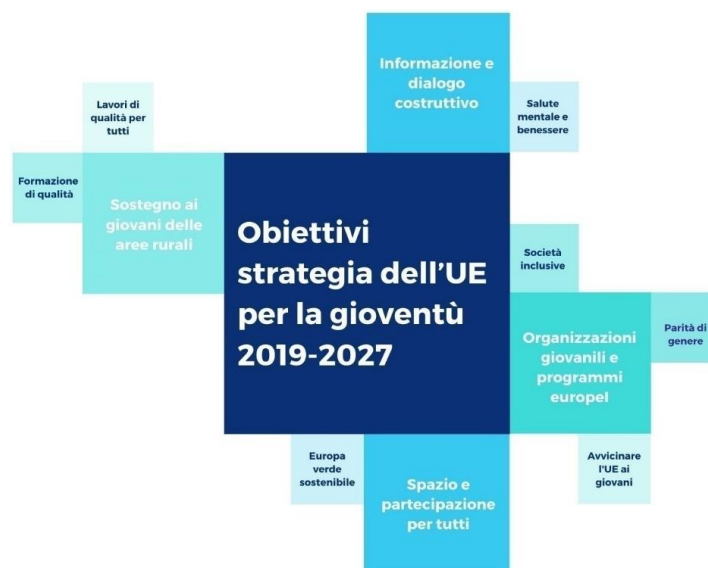 Informazione e
dialogo
costruttivo
Lavori di
qualità per
tutti
Salute
mentale e
benessere
Formazione
di qualità
Sostegno ai
giovani delle
aree rurali
Obiettivi
strategia dell'UE
per la gioventù
2019-2027
Società
inclusive
Organizzazioni
giovanili e
programmi
europeI
Parità di
genere
Europa
verde
sostenibile
Spazio e
partecipazione
per tutti
Avvicinare
l'UE ai
giovani